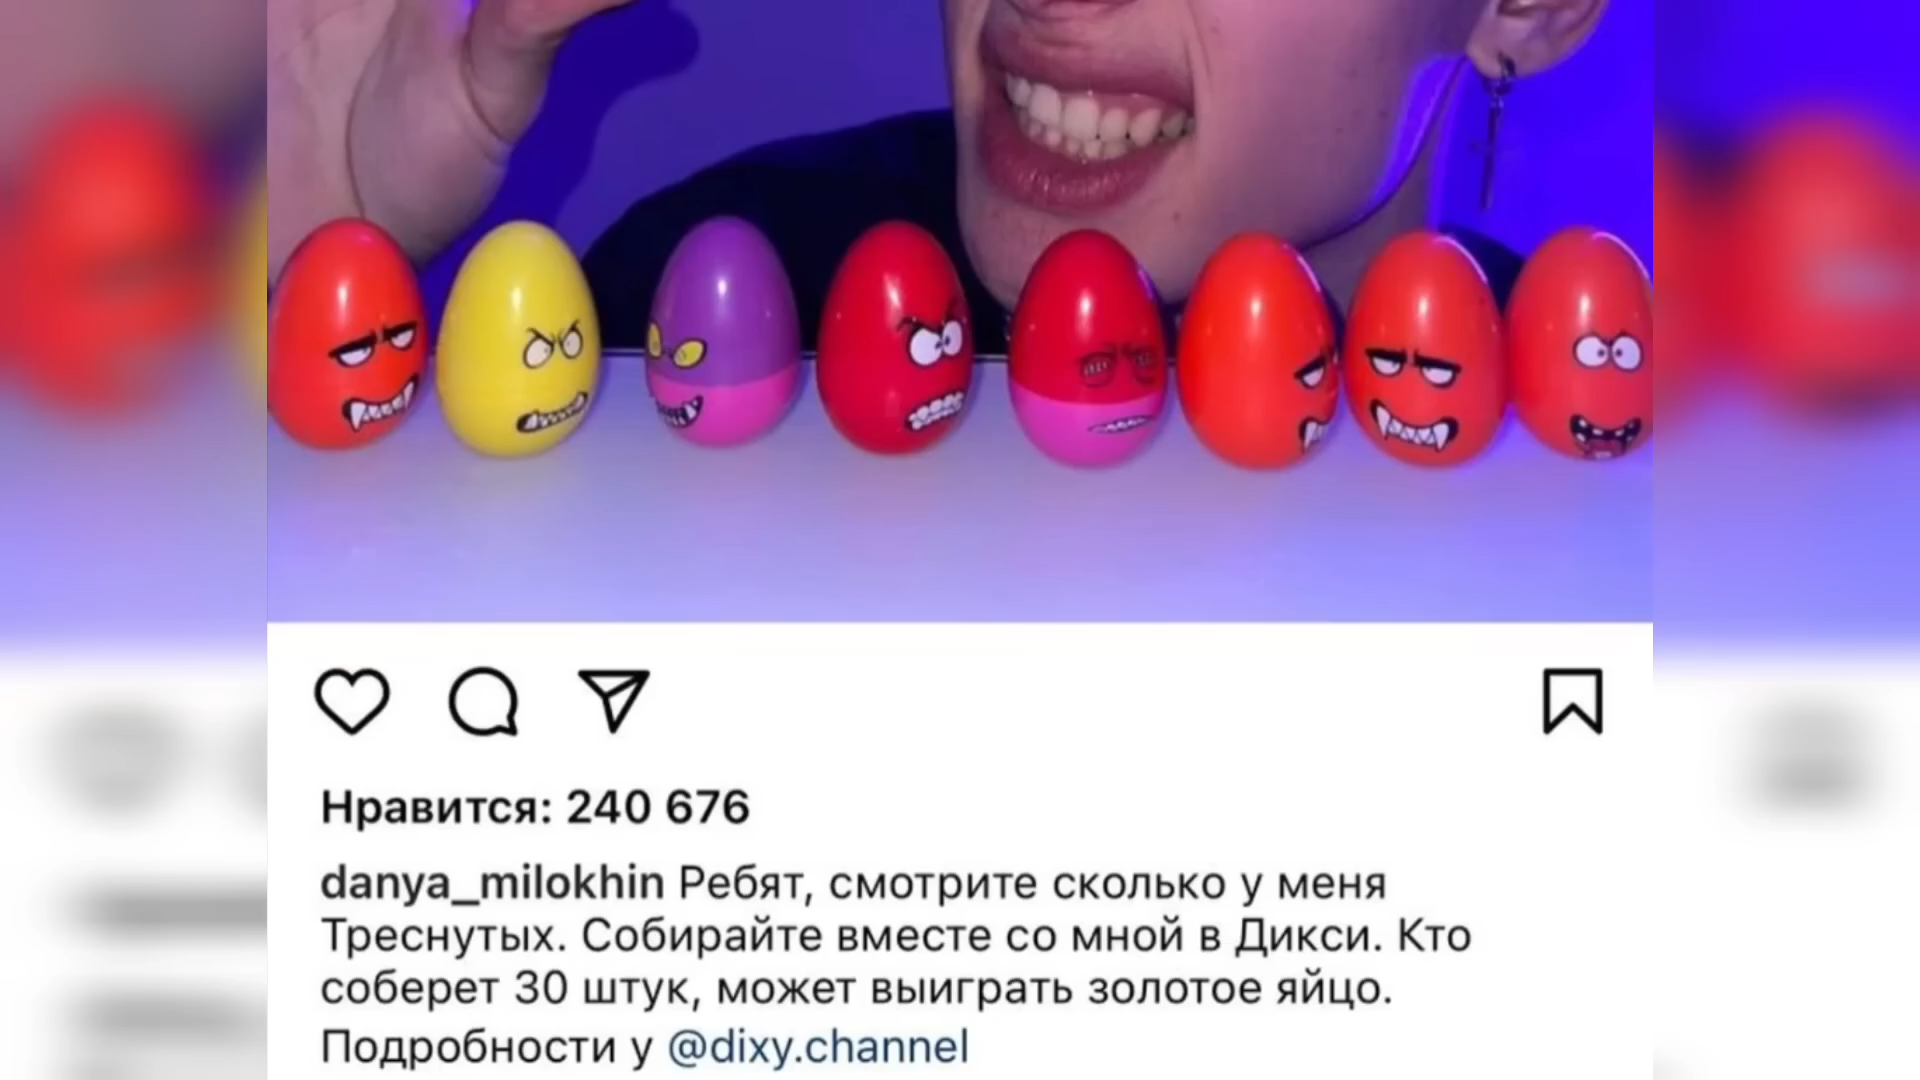 Нравится: 240 676
danya_milokhin Ребят, смотрите сколько у меня
Треснутых. Собирайте вместе со мной в Дикси. Кто
соберет 30 штук, может выиграть золотое яйцо.
Подробности у @dixy.channel